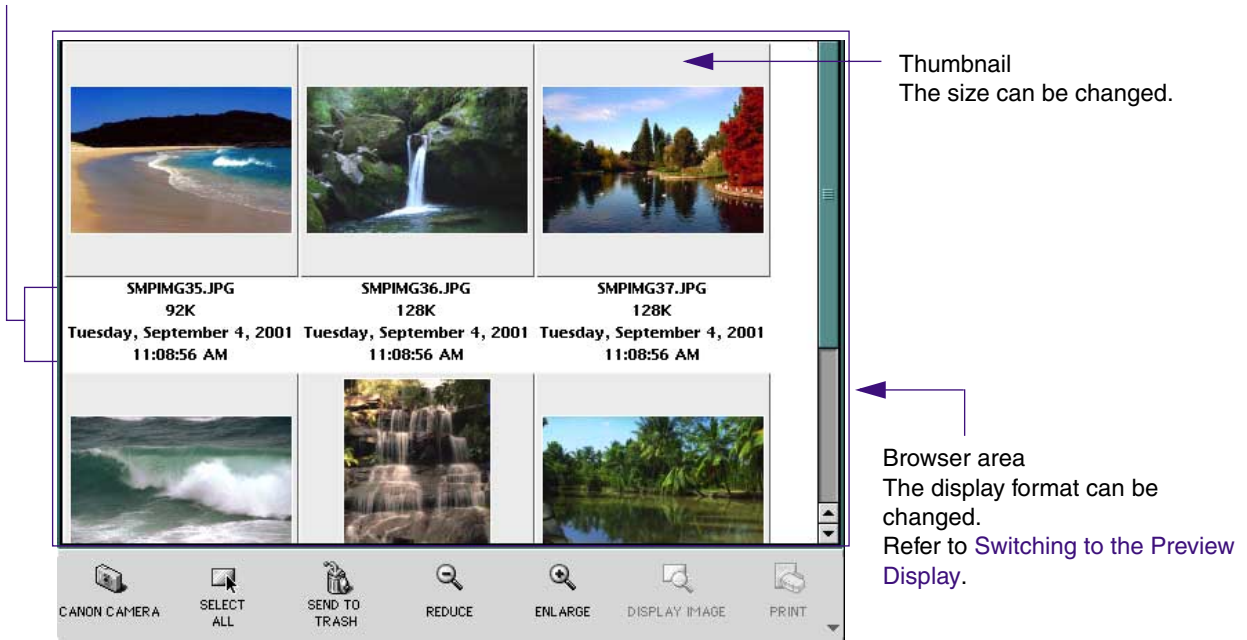 Thumbnail
The size can be changed.
SMPIMG35.JPG
92K
Tuesday, September 4, 2001
11:08:56 AM
SMPIMG36.JPG
128K
Tuesday, September 4, 2001
11:08:56 AM
SMPIMG37.JPG
128K
Tuesday, September 4, 2001
11:08:56 AM
Browser area
The display format can be
changed.
Refer to Switching to the Preview
Display.
CANON CAMERA
SELECT
ALL
SEND TO
TRASH
REDUCE
ENLARGE
DISPLAY IMAGE
PRINT